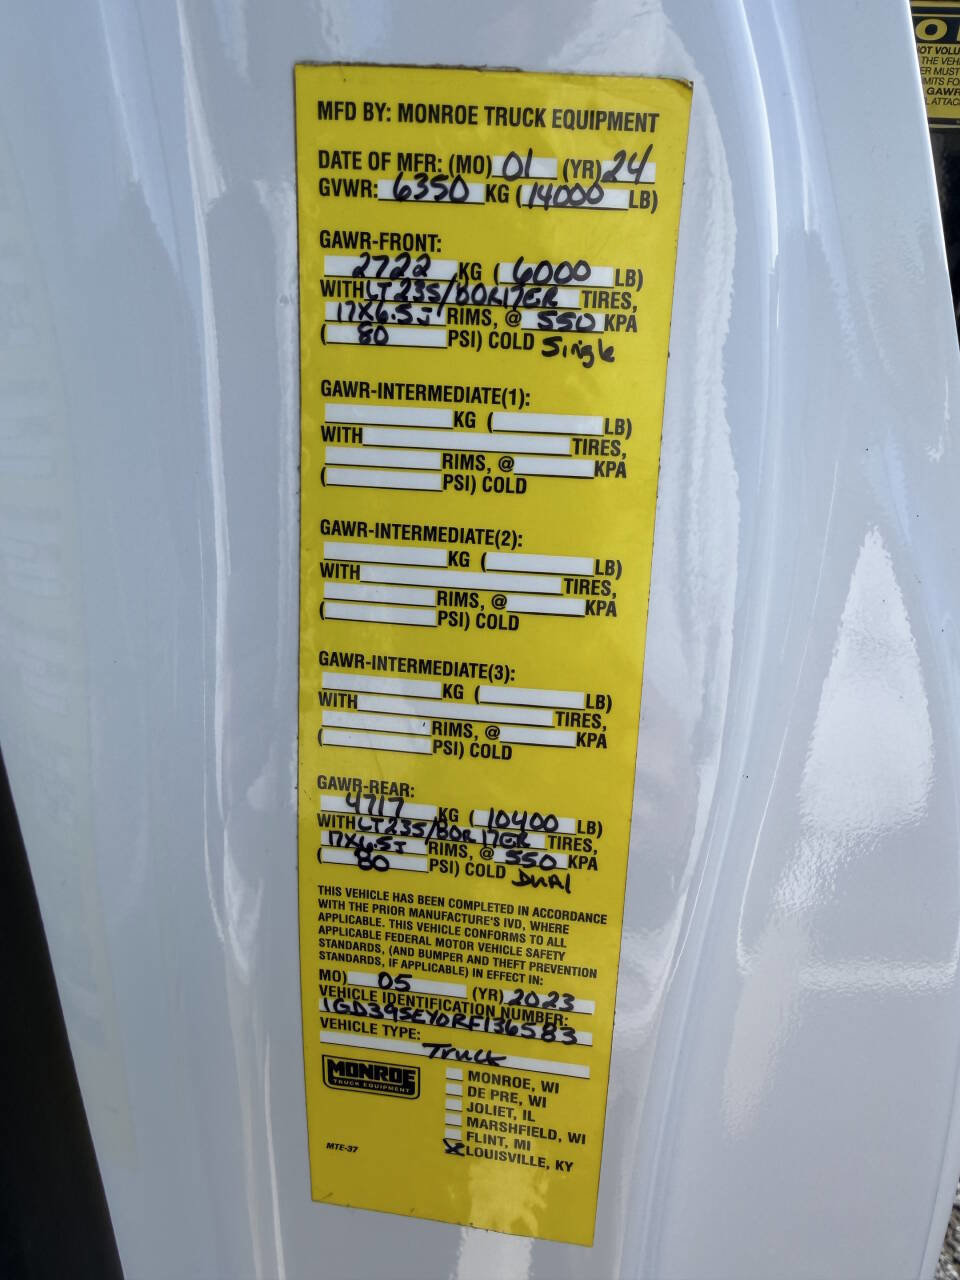 MFD BY: MONROE TRUCK EQUIPMENT
DATE OF MFR: (MO) 01 (YR) 24
GVWR: 6350 KG (14000 LB)
GAWR-FRONT:
2722 KG (6000 LB)
WITH LT235/80R17ER TIRES,
17X6.5J RIMS, @ 550 KPA
(80 PSI) COLD Single
GAWR-INTERMEDIATE(1):
KG ( LB)
WITH TIRES,
RIMS, @ KPA
( PSI) COLD
GAWR-INTERMEDIATE(2):
KG ( LB)
WITH TIRES,
RIMS, @ KPA
( PSI) COLD
GAWR-INTERMEDIATE(3):
KG ( LB)
WITH TIRES,
RIMS, @ KPA
( PSI) COLD
GAWR-REAR:
4717 KG (10400 LB)
WITH LT235/80R17ER TIRES,
17X6.5J RIMS, @ 550 KPA
(80 PSI) COLD DUAL
THIS VEHICLE HAS BEEN COMPLETED IN ACCORDANCE
WITH THE PRIOR MANUFACTURE'S IVD, WHERE
APPLICABLE. THIS VEHICLE CONFORMS TO ALL
APPLICABLE FEDERAL MOTOR VEHICLE SAFETY
STANDARDS, (AND BUMPER AND THEFT PREVENTION
STANDARDS, IF APPLICABLE) IN EFFECT IN:
MO) 05 (YR) 2023
VEHICLE IDENTIFICATION NUMBER:
1GD39SEY0RF136583
VEHICLE TYPE:
Truck
MONROE
TRUCK EQUIPMENT
MONROE, WI
DE PRE, WI
JOLIET, IL
MARSHFIELD, WI
FLINT, MI
X LOUISVILLE, KY
MTE-37